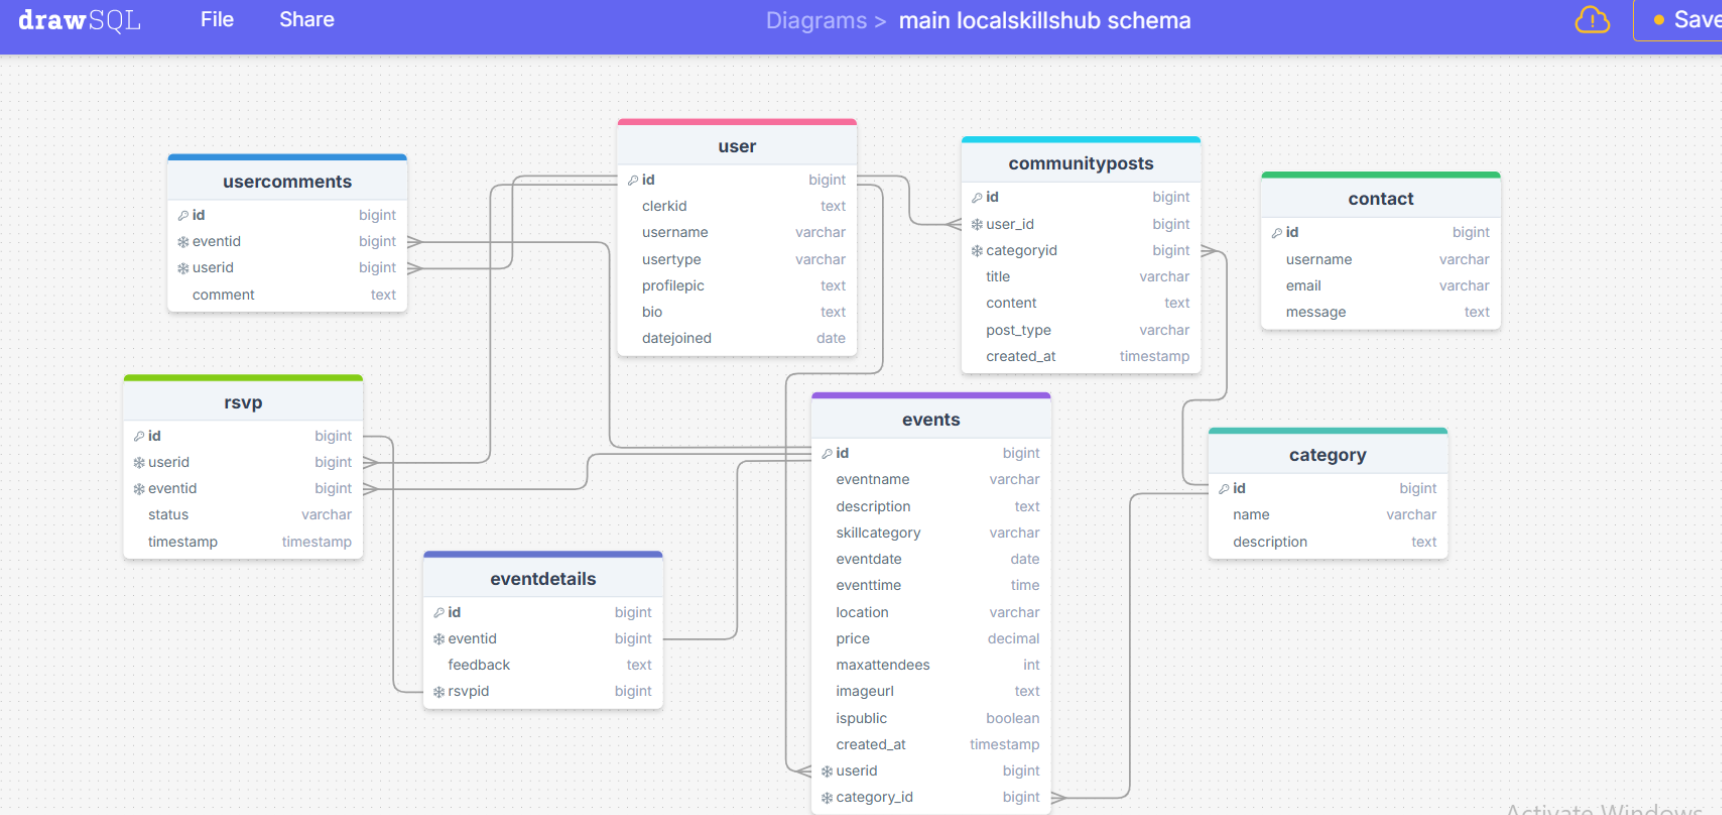 drawSQL File Share Diagrams > main localskillshub schema Save
usercomments
id bigint
eventid bigint
userid bigint
comment text
user
id bigint
clerkid text
username varchar
usertype varchar
profilepic text
bio text
datejoined date
communityposts
id bigint
user_id bigint
categoryid bigint
title varchar
content text
post_type varchar
created_at timestamp
contact
id bigint
username varchar
email varchar
message text
rsvp
id bigint
userid bigint
eventid bigint
status varchar
timestamp timestamp
eventdetails
id bigint
eventid bigint
feedback text
rsvpid bigint
events
id bigint
eventname varchar
description text
skillcategory varchar
eventdate date
eventtime time
location varchar
price decimal
maxattendees int
imageurl text
ispublic boolean
created_at timestamp
userid bigint
category_id bigint
category
id bigint
name varchar
description text
Activate Windows